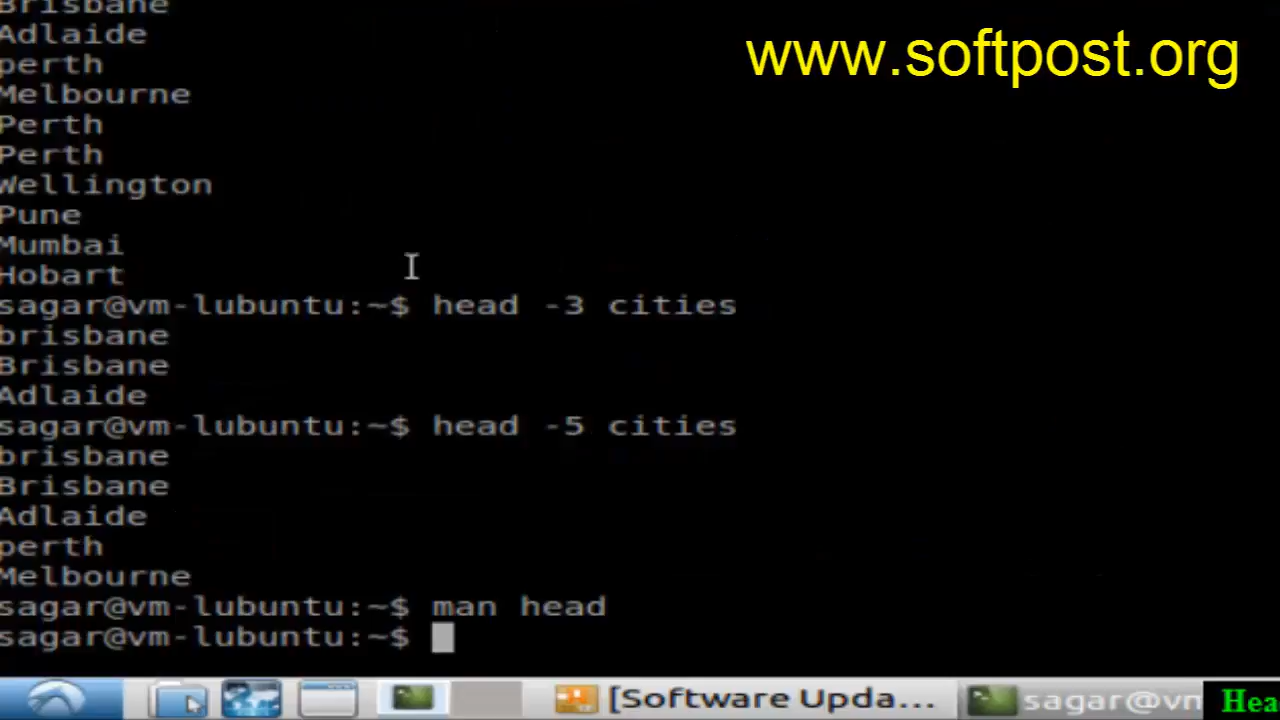 Brisbane
www.softpost.org
Adlaide
perth
Melbourne
Perth
Perth
Wellington
Pune
Mumbai
Hobart
sagar@vm-lubuntu:~$ head -3 cities
brisbane
Brisbane
Adlaide
sagar@vm-lubuntu:~$ head -5 cities
brisbane
Brisbane
Adlaide
perth
Melbourne
sagar@vm-lubuntu:~$ man head
sagar@vm-lubuntu:~$
[Software Upda... sagar@vn Hea